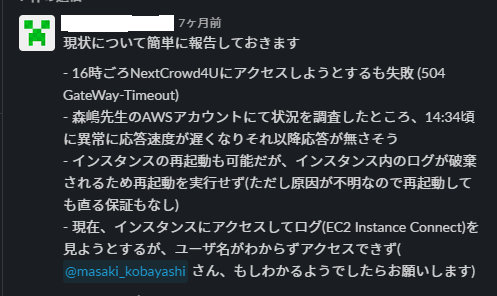 7ヶ月前
現状について簡単に報告しておきます
- 16時ごろNextCrowd4Uにアクセスしようとするも失敗 (504
GateWay-Timeout)
- 森嶋先生のAWSアカウントにて状況を調査したところ、14:34頃
に異常に応答速度が遅くなりそれ以降応答が無さそう
- インスタンスの再起動も可能だが、インスタンス内のログが破棄
されるため再起動を実行せず(ただし原因が不明なので再起動して
も直る保証もなし)
- 現在、インスタンスにアクセスしてログ(EC2 Instance Connect)を
見ようとするが、ユーザ名がわからずアクセスできず(
@masaki_kobayashi さん、もしわかるようでしたらお願いします)